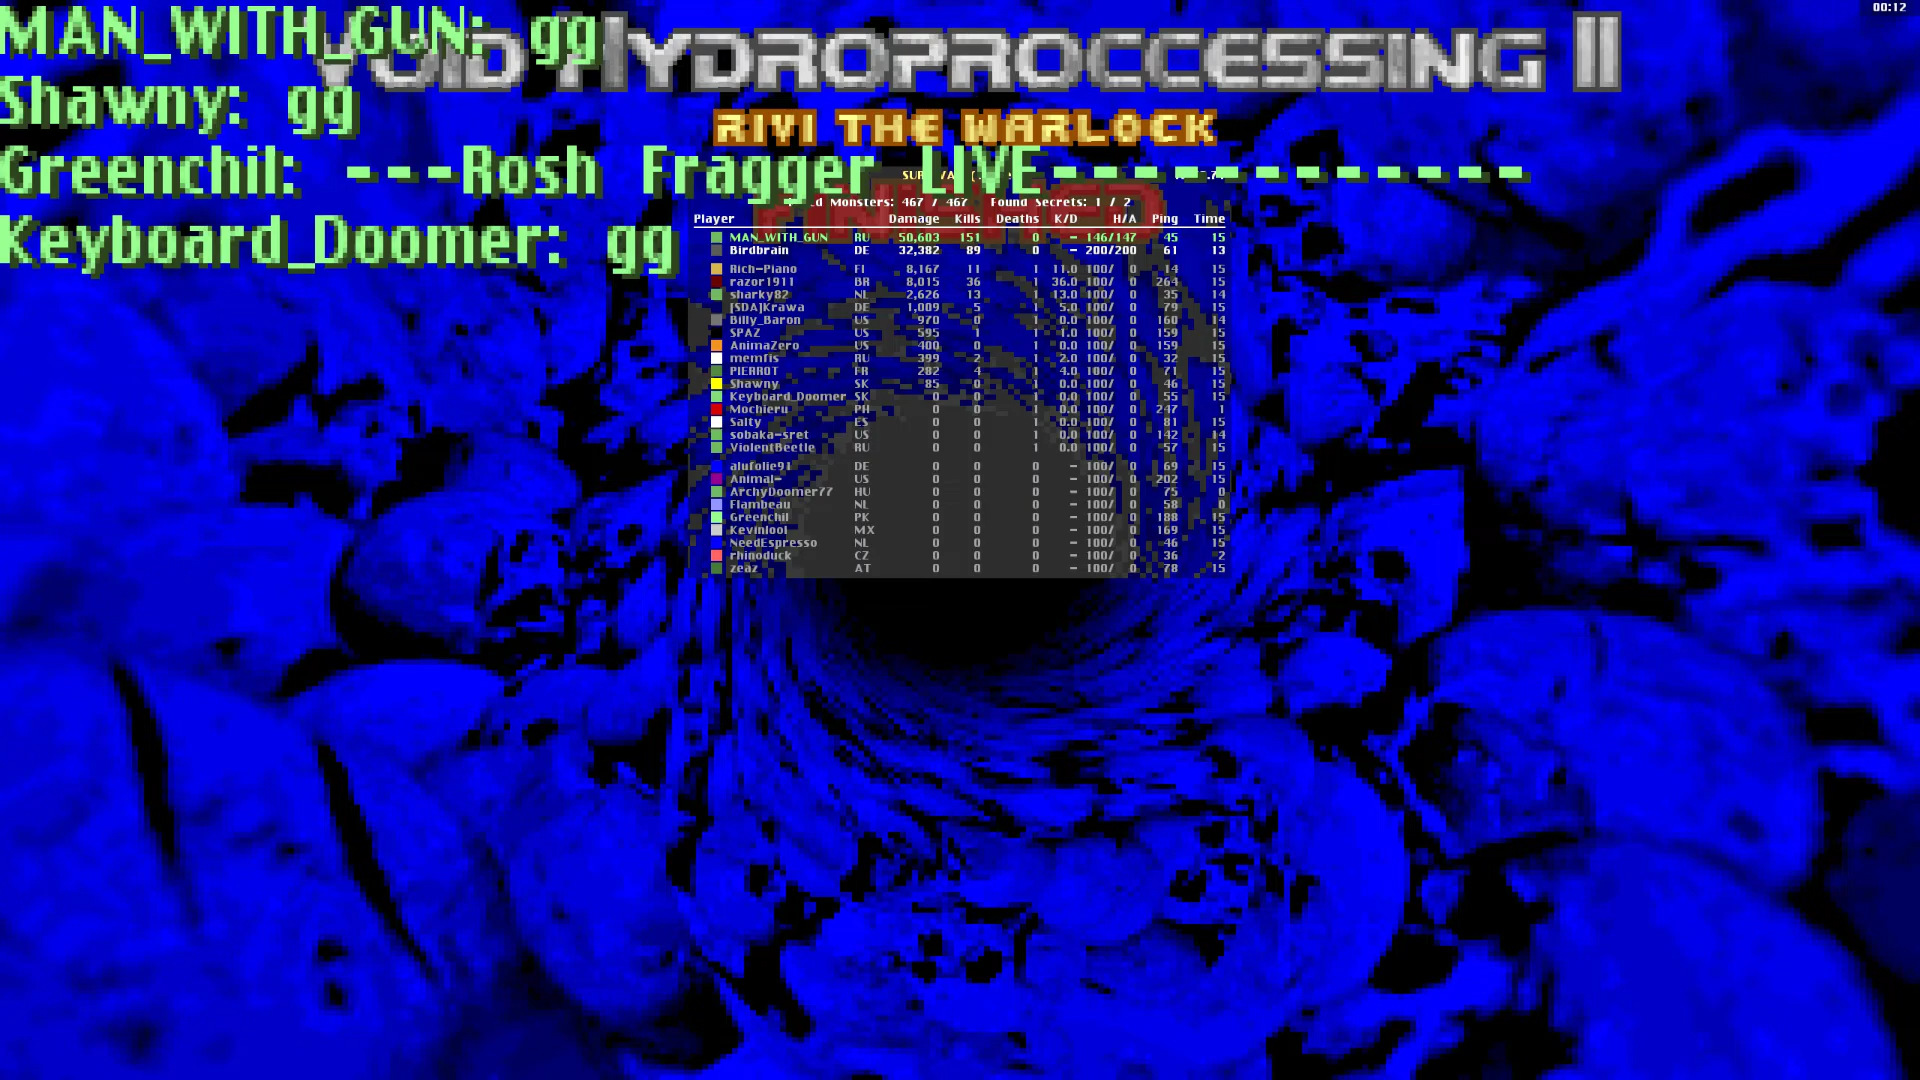 00:12
MAN_WITH_GUN: gg
VOID HYDROPROCCESSING II
Shawny: gg
RIVI THE WARLOCK
Greenchil: ---Rosh Fragger LIVE--------------
FINISHED
Keyboard_Doomer: gg
Monsters: 467 / 467 Found Secrets: 1 / 2
Player Damage Kills Deaths K/D H/A Ping Time
MAN_WITH_GUN RU 50,603 151 0 - 146/147 45 15
Birdbrain DE 32,382 89 0 - 200/200 61 13
Rich-Piano FI 8,167 11 1 11.0 100/ 0 14 15
razor1911 BR 8,015 36 1 36.0 100/ 0 264 15
sharky82 NL 2,626 13 1 13.0 100/ 0 35 14
[SDA]Krawa DE 1,009 5 1 5.0 100/ 0 79 15
Billy_Baron US 970 0 1 0.0 100/ 0 160 14
SPAZ US 595 1 1 1.0 100/ 0 159 15
AnimaZero US 400 0 1 0.0 100/ 0 159 15
memfis RU 399 2 1 2.0 100/ 0 32 15
PIERROT FR 282 4 1 4.0 100/ 0 71 15
Shawny SK 85 0 1 0.0 100/ 0 46 15
Keyboard_Doomer SK 0 0 1 0.0 100/ 0 55 15
Mochieru PH 0 0 1 0.0 100/ 0 247 1
Salty ES 0 0 1 0.0 100/ 0 81 15
sobaka-sret US 0 0 1 0.0 100/ 0 142 14
ViolentBeetle RU 0 0 1 0.0 100/ 0 57 15
alufolie91 DE 0 0 0 - 100/ 0 69 15
Animal- US 0 0 0 - 100/ 0 202 15
ArchyDoomer77 HU 0 0 0 - 100/ 0 75 0
Flambeau NL 0 0 0 - 100/ 0 58 0
Greenchil PK 0 0 0 - 100/ 0 188 15
Kevinlooi MX 0 0 0 - 100/ 0 169 15
NeedEspresso NL 0 0 0 - 100/ 0 46 15
rhinoduck CZ 0 0 0 - 100/ 0 36 2
zeaz AT 0 0 0 - 100/ 0 78 15